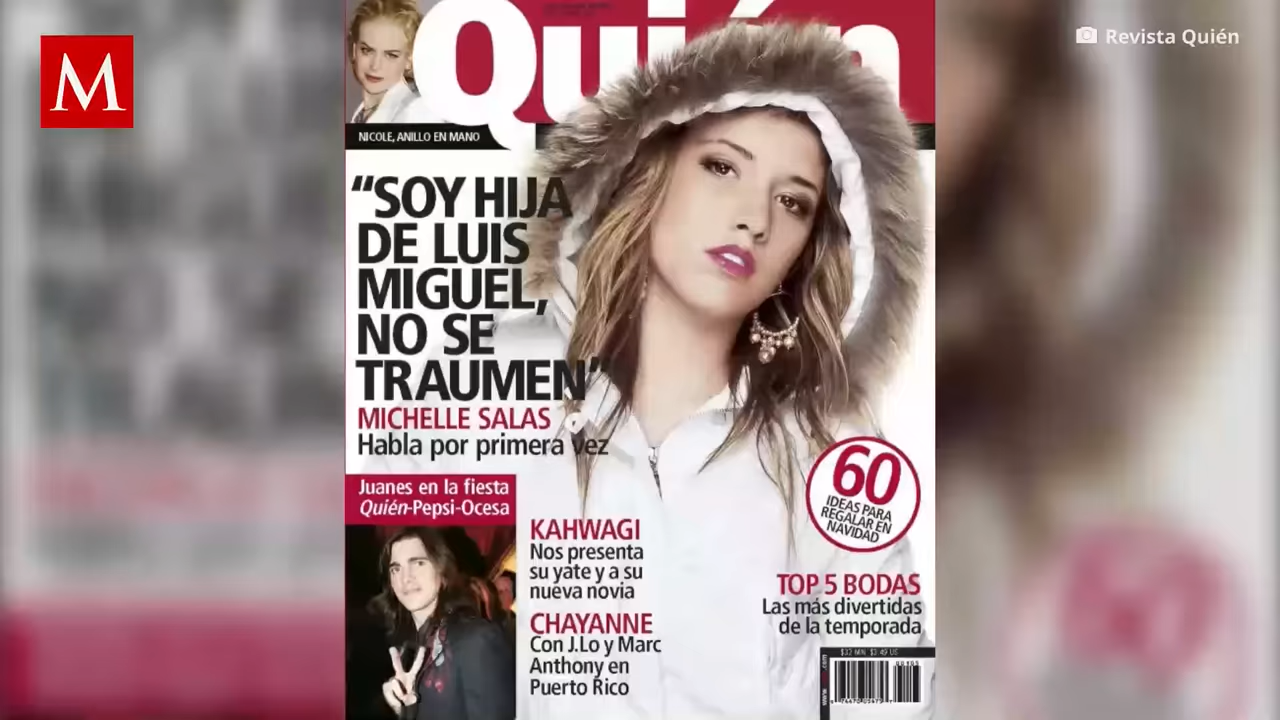 M
Revista Quién
Quién
NICOLE, ANILLO EN MANO
“SOY HIJA
DE LUIS
MIGUEL,
NO SE
TRAUMEN”
MICHELLE SALAS
Habla por primera vez
Juanes en la fiesta
Quién-Pepsi-Ocesa
KAHWAGI
Nos presenta
su yate y a su
nueva novia
CHAYANNE
Con J.Lo y Marc
Anthony en
Puerto Rico
60
IDEAS PARA
REGALAR EN
NAVIDAD
TOP 5 BODAS
Las más divertidas
de la temporada